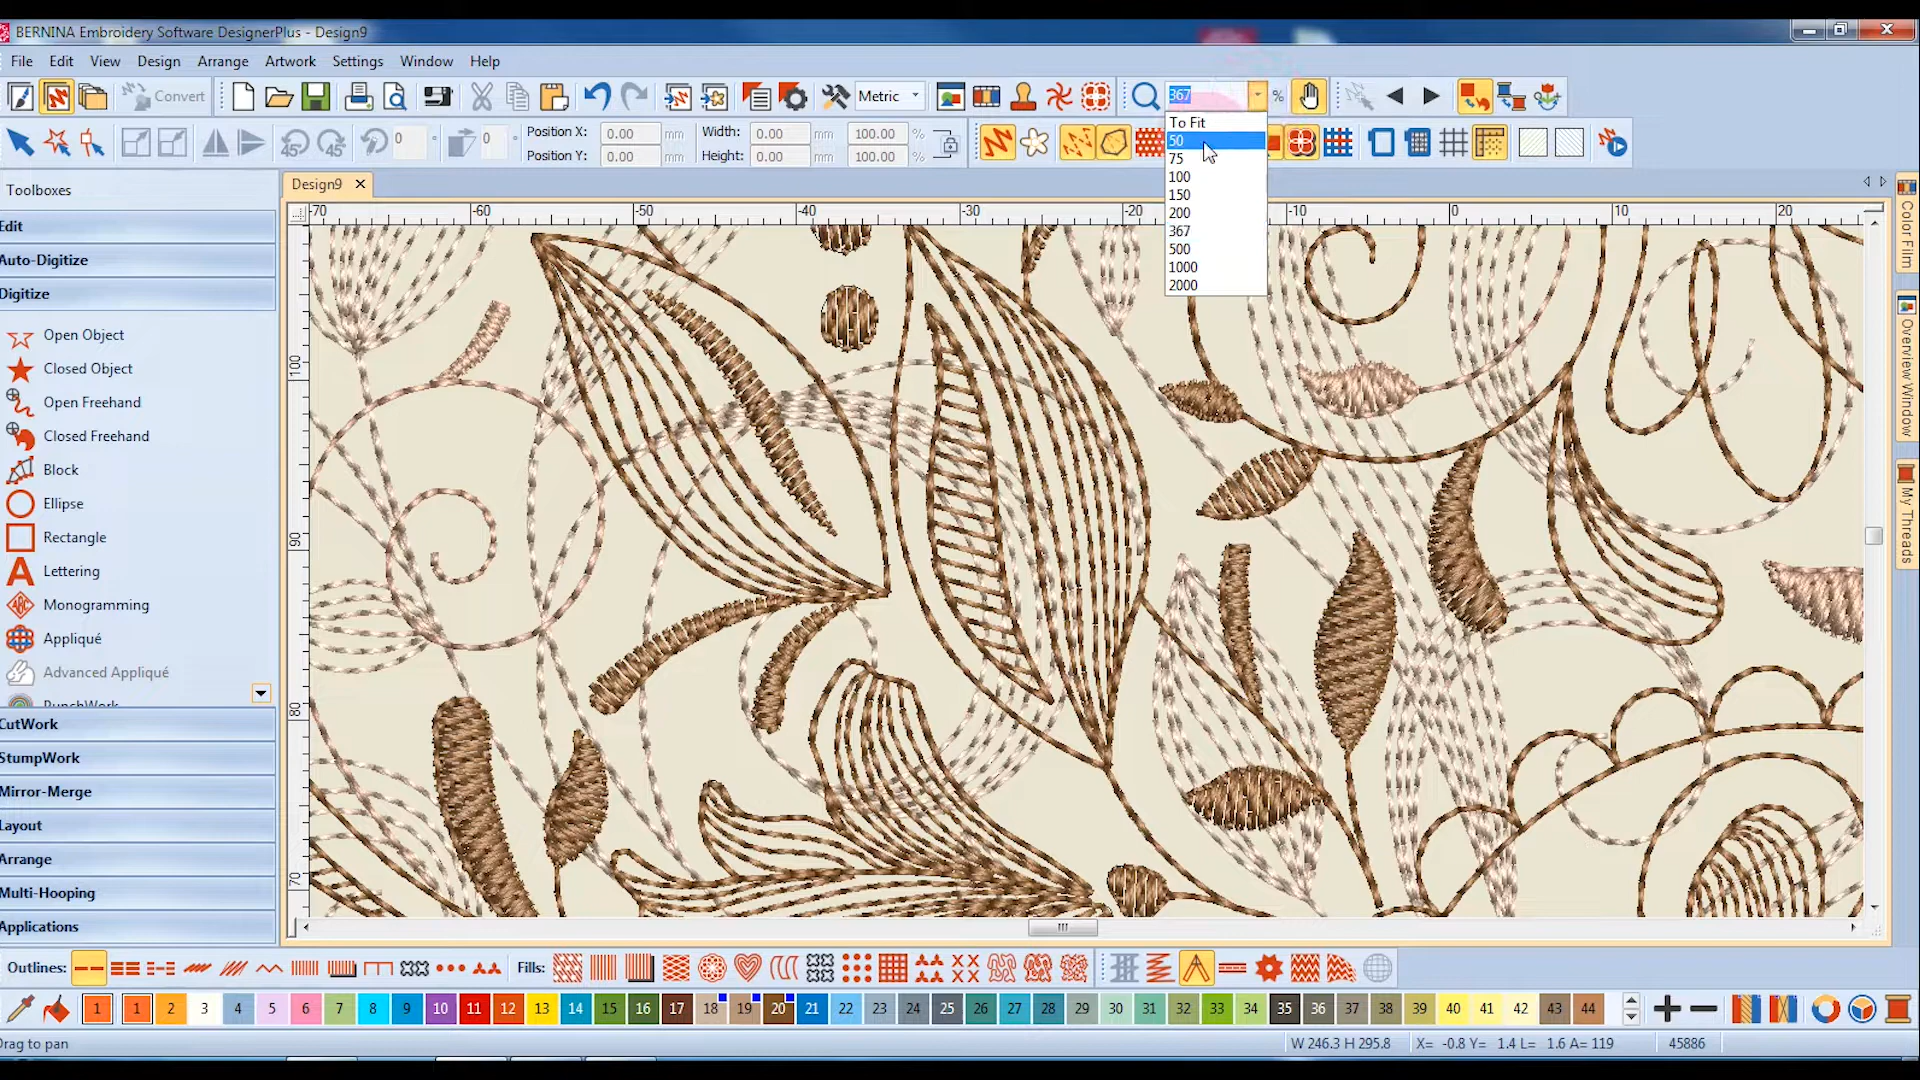 BERNINA Embroidery Software DesignerPlus - Design9
File Edit View Design Arrange Artwork Settings Window Help
Convert Metric 367 %
0 ° 0 ° Position X: 0.00 mm Width: 0.00 mm 100.00 %
Position Y: 0.00 mm Height: 0.00 mm 100.00 %
To Fit
50
75
100
150
200
367
500
1000
2000
Toolboxes
Design9
-70 -60 -50 -40 -30 -20 -10 0 10 20
100
90
80
70
Edit
Auto-Digitize
Digitize
Open Object
Closed Object
Open Freehand
Closed Freehand
Block
Ellipse
Rectangle
Lettering
Monogramming
Appliqué
Advanced Appliqué
PunchWork
CutWork
StumpWork
Mirror-Merge
Layout
Arrange
Multi-Hooping
Applications
Color Film
Overview Window
My Threads
Outlines: Fills:
1 1 2 3 4 5 6 7 8 9 10 11 12 13 14 15 16 17 18 19 20 21 22 23 24 25 26 27 28 29 30 31 32 33 34 35 36 37 38 39 40 41 42 43 44
Drag to pan W 246.3 H 295.8 X= -0.8 Y= 1.4 L= 1.6 A= 119 45886